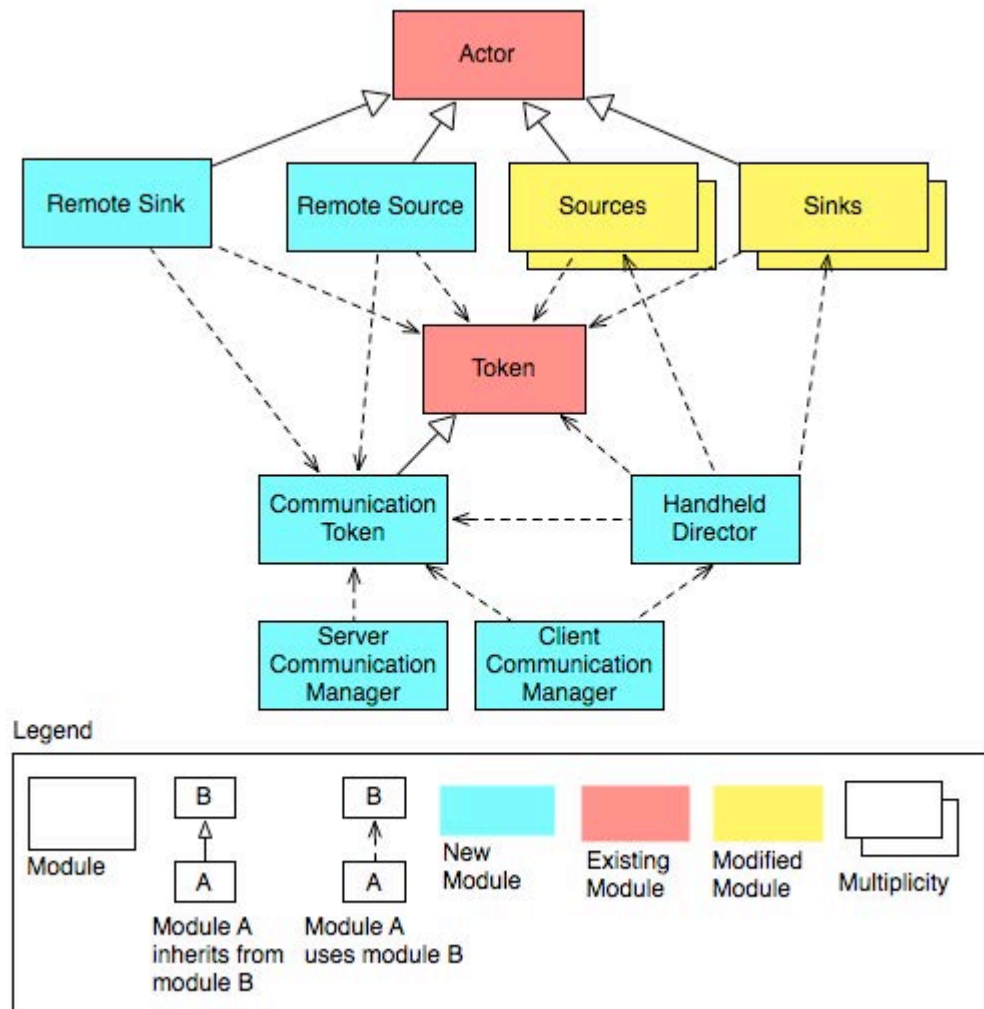 Actor
Remote Sink
Remote Source
Sources
Sinks
Token
Communication
Token
Handheld
Director
Server
Communication
Manager
Client
Communication
Manager
Legend
Module
B
A
Module A
inherits from
module B
B
A
Module A
uses module B
New
Module
Existing
Module
Modified
Module
Multiplicity